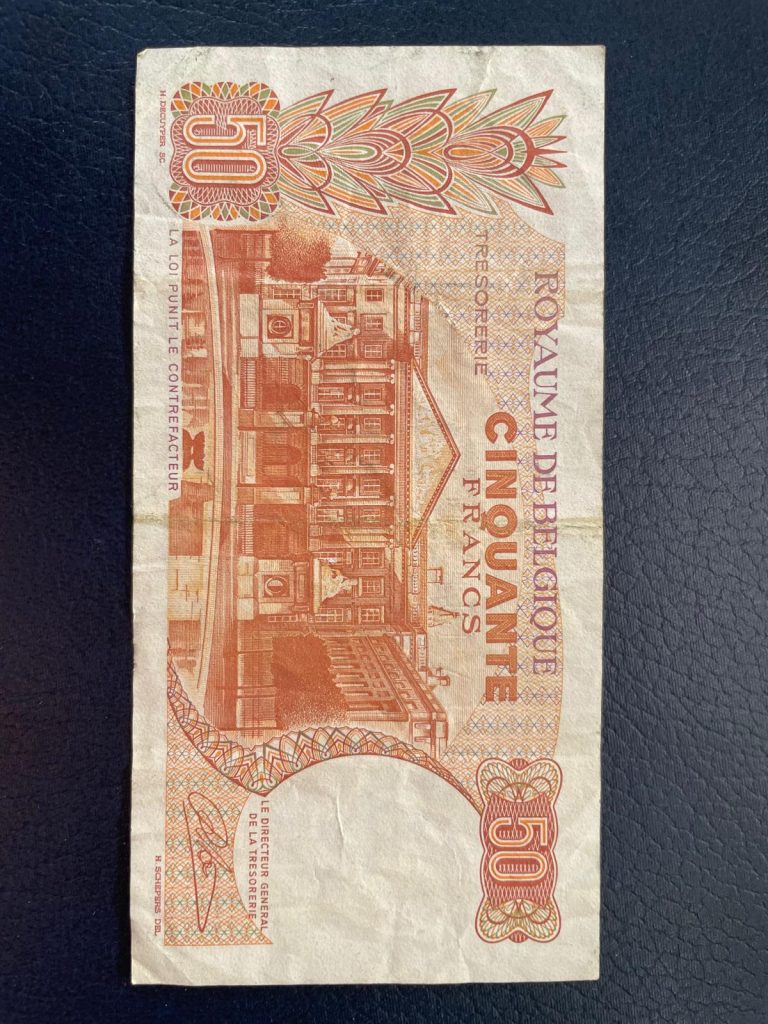 ROYAUME DE BELGIQUE
TRESORERIE
CINQUANTE
FRANCS
50
50
LE DIRECTEUR GENERAL
DE LA TRESORERIE
LA LOI PUNIT LE CONTREFACTEUR
H. DECUYPER SC.
H. SCHEPERS DEL.